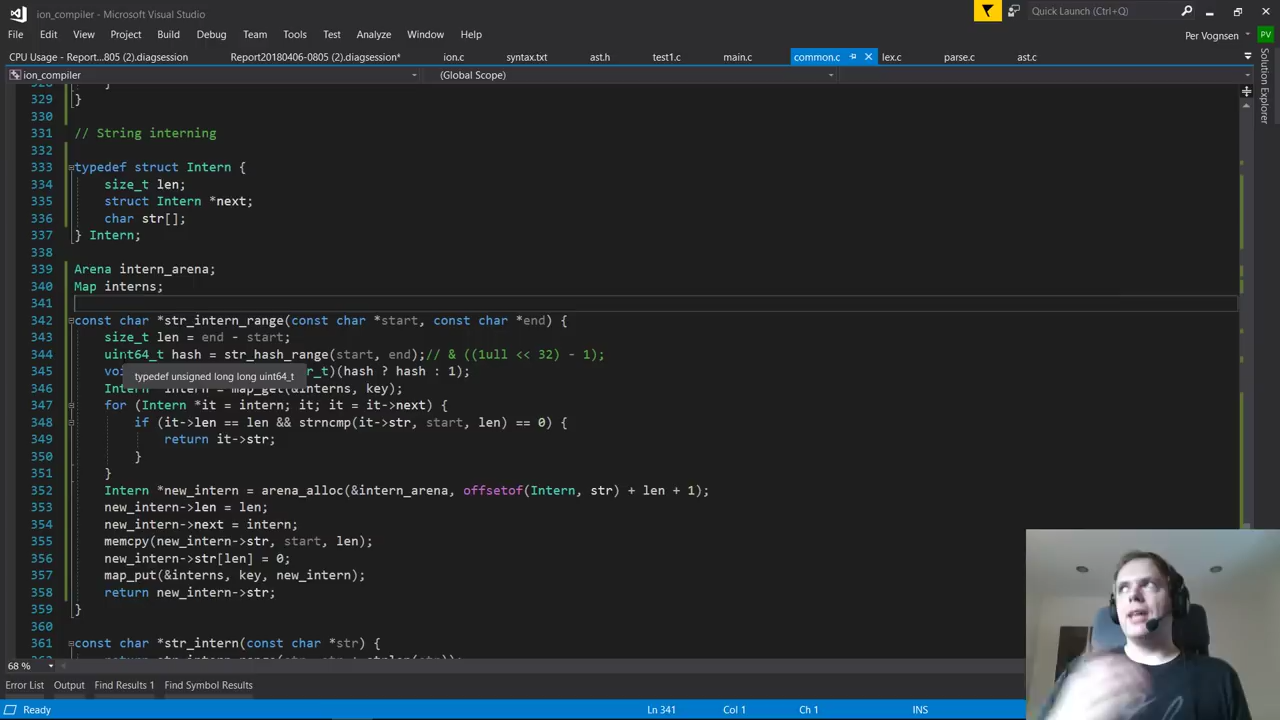 ion_compiler - Microsoft Visual Studio
Quick Launch (Ctrl+Q)
File Edit View Project Build Debug Team Tools Test Analyze Window Help
Per Vognsen PV
CPU Usage - Report...805 (2).diagsession Report20180406-0805 (2).diagsession* ion.c syntax.txt ast.h test1.c main.c common.c lex.c parse.c ast.c
ion_compiler (Global Scope)
Solution Explorer
}
329 }
330
331 // String interning
332
333 typedef struct Intern {
334 size_t len;
335 struct Intern *next;
336 char str[];
337 } Intern;
338
339 Arena intern_arena;
340 Map interns;
341
342 const char *str_intern_range(const char *start, const char *end) {
343 size_t len = end - start;
344 uint64_t hash = str_hash_range(start, end);// & ((1ull << 32) - 1);
345 voi r_t)(hash ? hash : 1);
typedef unsigned long long uint64_t
346 Intern *intern = map_get(&interns, key);
347 for (Intern *it = intern; it; it = it->next) {
348 if (it->len == len && strncmp(it->str, start, len) == 0) {
349 return it->str;
350 }
351 }
352 Intern *new_intern = arena_alloc(&intern_arena, offsetof(Intern, str) + len + 1);
353 new_intern->len = len;
354 new_intern->next = intern;
355 memcpy(new_intern->str, start, len);
356 new_intern->str[len] = 0;
357 map_put(&interns, key, new_intern);
358 return new_intern->str;
359 }
360
361 const char *str_intern(const char *str) {
68 %
Error List Output Find Results 1 Find Symbol Results
Ready Ln 341 Col 1 Ch 1 INS